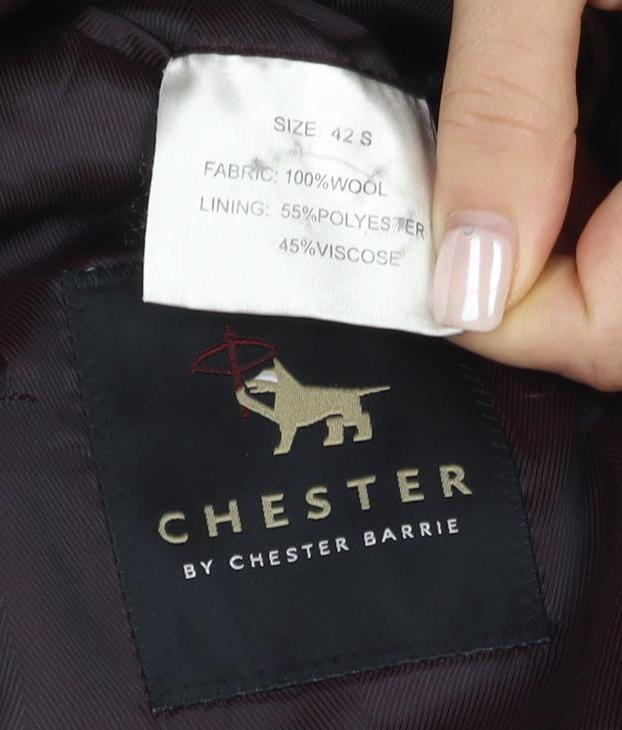 SIZE: 42 S
FABRIC: 100%WOOL
LINING: 55%POLYESTER
45%VISCOSE
CHESTER
BY CHESTER BARRIE